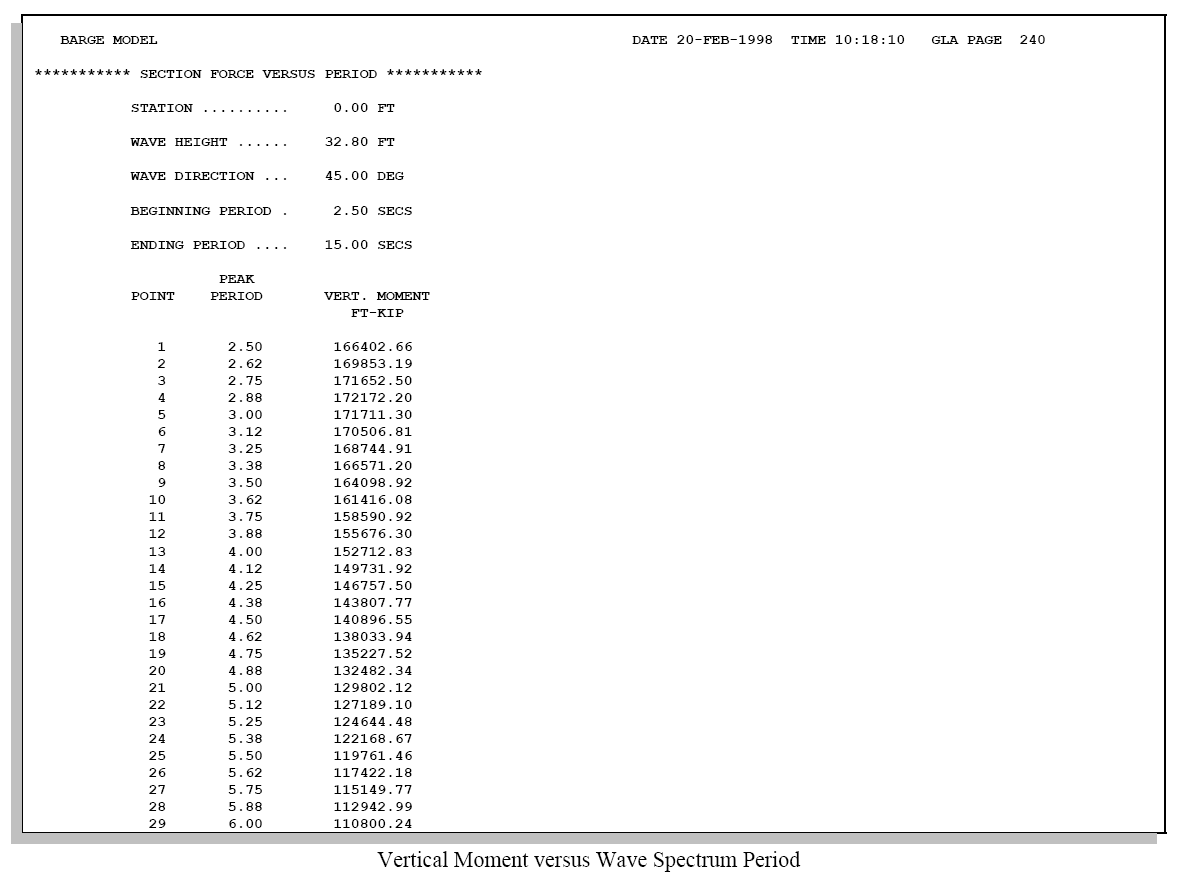 BARGE MODEL DATE 20-FEB-1998 TIME 10:18:10 GLA PAGE 240
*********** SECTION FORCE VERSUS PERIOD ***********
STATION .......... 0.00 FT
WAVE HEIGHT ...... 32.80 FT
WAVE DIRECTION ... 45.00 DEG
BEGINNING PERIOD . 2.50 SECS
ENDING PERIOD .... 15.00 SECS
PEAK
POINT PERIOD VERT. MOMENT
FT-KIP
1 2.50 166402.66
2 2.62 169853.19
3 2.75 171652.50
4 2.88 172172.20
5 3.00 171711.30
6 3.12 170506.81
7 3.25 168744.91
8 3.38 166571.20
9 3.50 164098.92
10 3.62 161416.08
11 3.75 158590.92
12 3.88 155676.30
13 4.00 152712.83
14 4.12 149731.92
15 4.25 146757.50
16 4.38 143807.77
17 4.50 140896.55
18 4.62 138033.94
19 4.75 135227.52
20 4.88 132482.34
21 5.00 129802.12
22 5.12 127189.10
23 5.25 124644.48
24 5.38 122168.67
25 5.50 119761.46
26 5.62 117422.18
27 5.75 115149.77
28 5.88 112942.99
29 6.00 110800.24
Vertical Moment versus Wave Spectrum Period